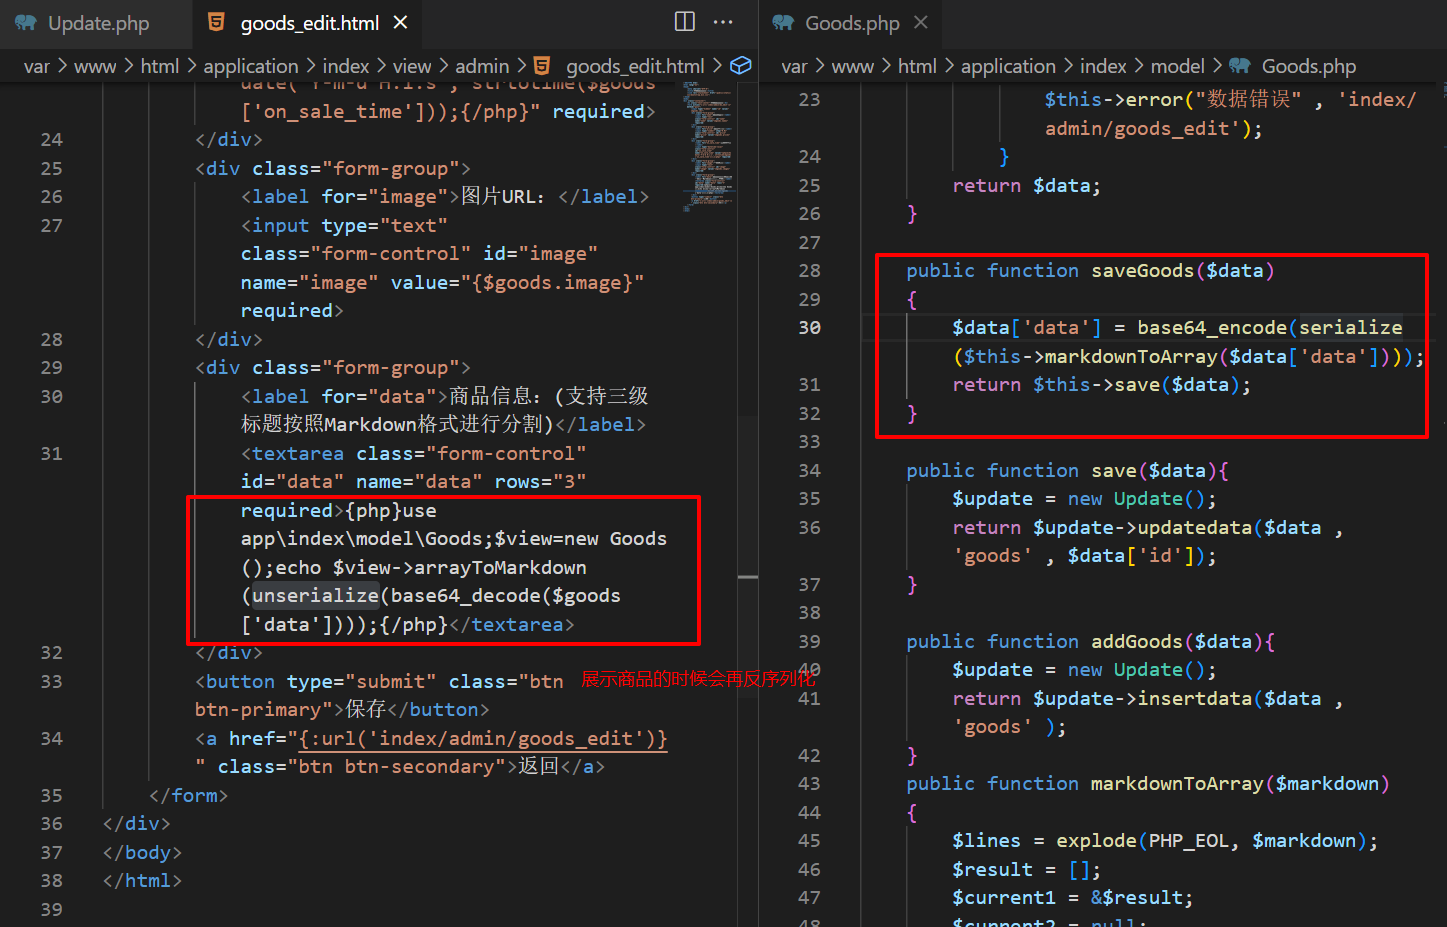 Update.php
goods_edit.html
var > www > html > application > index > view > admin > goods_edit.html >
date("Y-m-d H:i:s", strtotime($goods
['on_sale_time']));{/php}" required>
24 </div>
25 <div class="form-group">
26 <label for="image">图片URL: </label>
27 <input type="text"
class="form-control" id="image"
name="image" value="{$goods.image}"
required>
28 </div>
29 <div class="form-group">
30 <label for="data">商品信息:(支持三级
标题按照Markdown格式进行分割)</label>
31 <textarea class="form-control"
id="data" name="data" rows="3"
required>{php}use
app\index\model\Goods;$view=new Goods
();echo $view->arrayToMarkdown
(unserialize(base64_decode($goods
['data'])));{/php}</textarea>
32 </div>
33 <button type="submit" class="btn
btn-primary">保存</button>
34 <a href="{:url('index/admin/goods_edit')}
" class="btn btn-secondary">返回</a>
35 </form>
36 </div>
37 </body>
38 </html>
39
展示商品的时候会再反序列化
Goods.php
var > www > html > application > index > model > Goods.php
23 $this->error("数据错误" , 'index/
admin/goods_edit');
24 }
25 return $data;
26 }
27
28 public function saveGoods($data)
29 {
30 $data['data'] = base64_encode(serialize
($this->markdownToArray($data['data'])));
31 return $this->save($data);
32 }
33
34 public function save($data){
35 $update = new Update();
36 return $update->updatedata($data ,
'goods' , $data['id']);
37 }
38
39 public function addGoods($data){
40 $update = new Update();
41 return $update->insertdata($data ,
'goods' );
42 }
43 public function markdownToArray($markdown)
44 {
45 $lines = explode(PHP_EOL, $markdown);
46 $result = [];
47 $current1 = &$result;
48 $current2 = null;